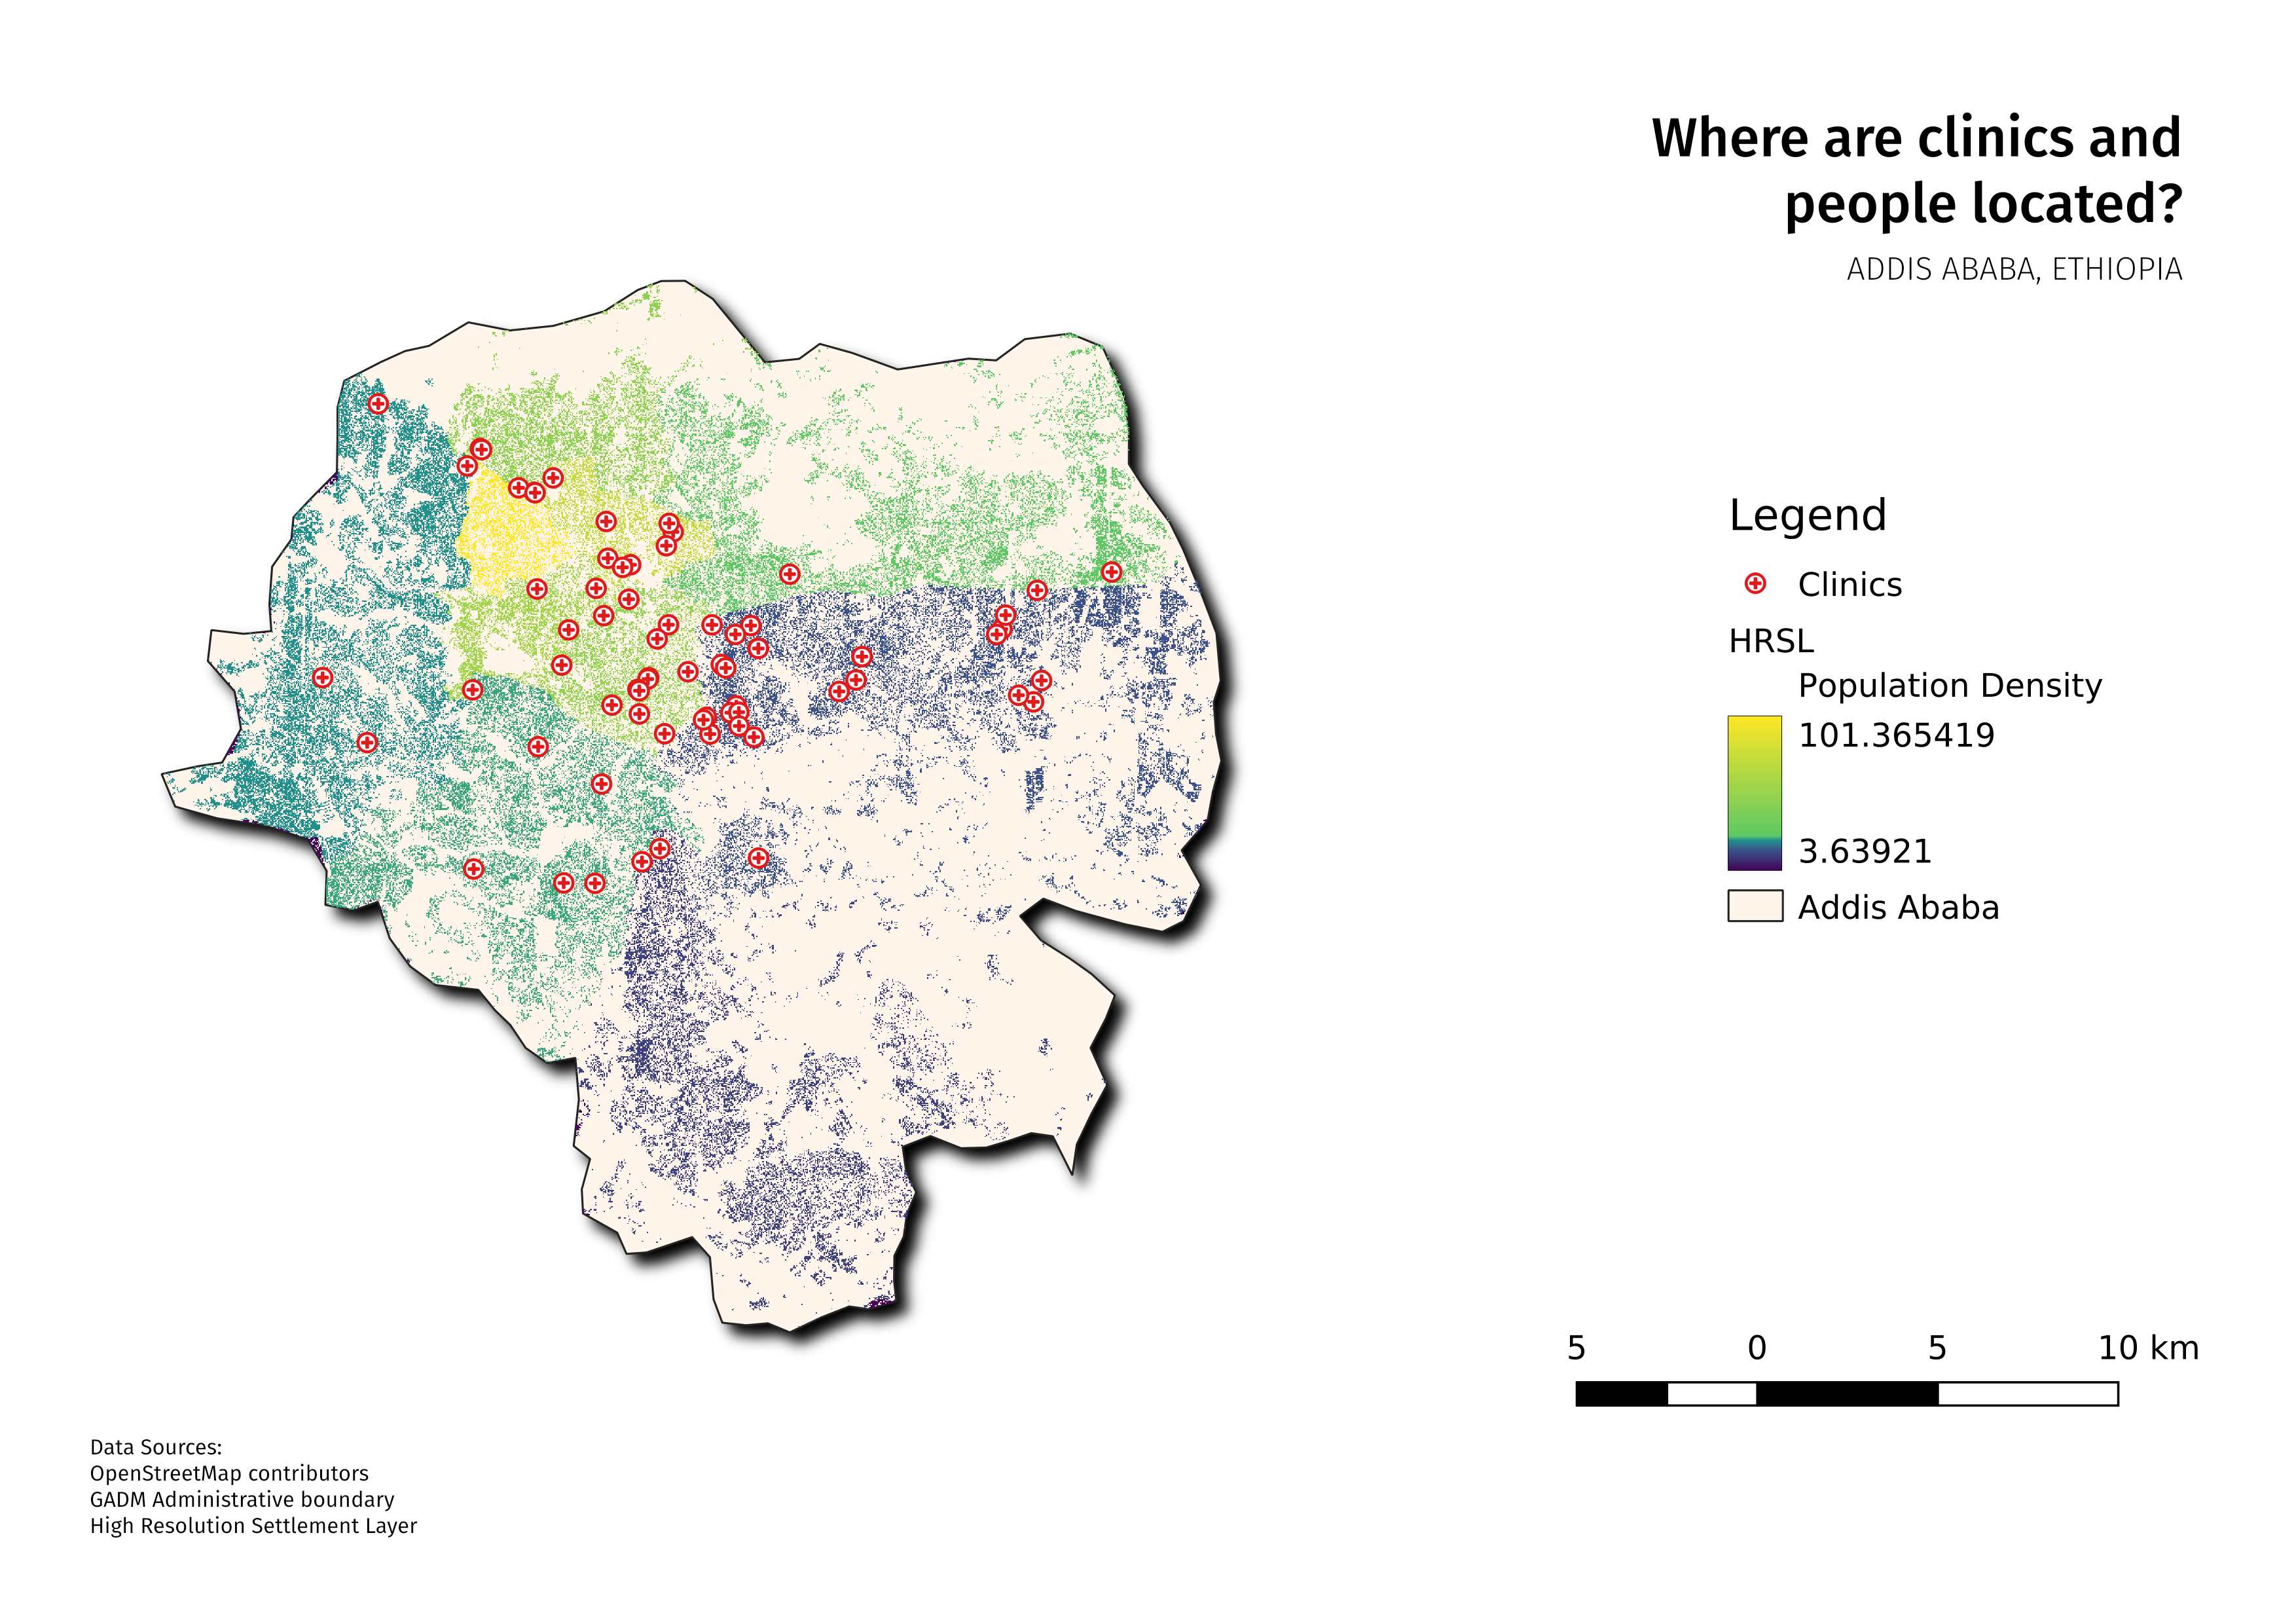 Where are clinics and
people located?
ADDIS ABABA, ETHIOPIA
Legend
Clinics
HRSL
Population Density
101.365419
3.63921
Addis Ababa
5 0 5 10 km
Data Sources:
OpenStreetMap contributors
GADM Administrative boundary
High Resolution Settlement Layer